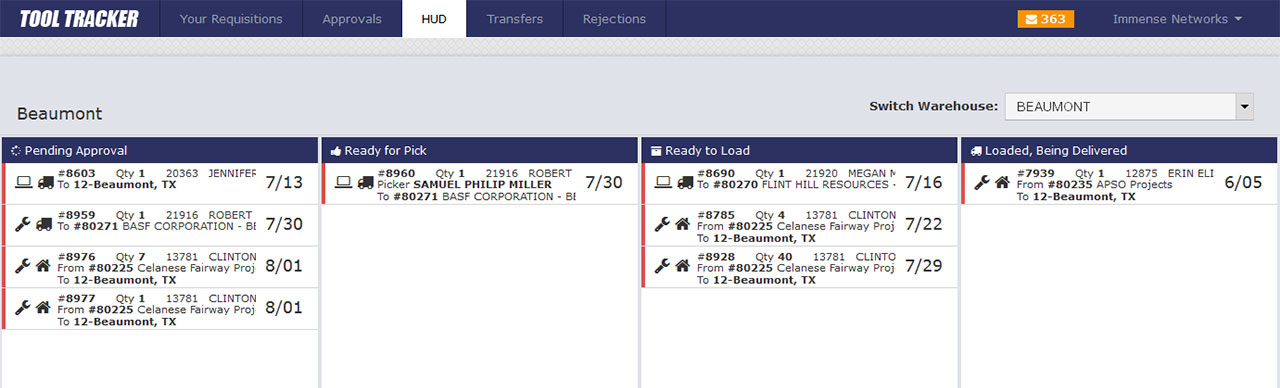 TOOL TRACKER Your Requisitions Approvals HUD Transfers Rejections 363 Immense Networks
Beaumont
Switch Warehouse: BEAUMONT
Pending Approval
#8603 Qty 1 20363 JENNIFER
To 12-Beaumont, TX
7/13
#8959 Qty 1 21916 ROBERT
To #80271 BASF CORPORATION - BE
7/30
#8976 Qty 7 13781 CLINTON
From #80225 Celanese Fairway Proj
To 12-Beaumont, TX
8/01
#8977 Qty 1 13781 CLINTON
From #80225 Celanese Fairway Proj
To 12-Beaumont, TX
8/01
Ready for Pick
#8960 Qty 1 21916 ROBERT
Picker SAMUEL PHILIP MILLER
To #80271 BASF CORPORATION - BE
7/30
Ready to Load
#8690 Qty 1 21920 MEGAN M
To #80270 FLINT HILL RESOURCES -
7/16
#8785 Qty 4 13781 CLINTON
From #80225 Celanese Fairway Proj
To 12-Beaumont, TX
7/22
#8928 Qty 40 13781 CLINTON
From #80225 Celanese Fairway Proj
To 12-Beaumont, TX
7/29
Loaded, Being Delivered
#7939 Qty 1 12875 ERIN ELI
From #80235 APSO Projects
To 12-Beaumont, TX
6/05